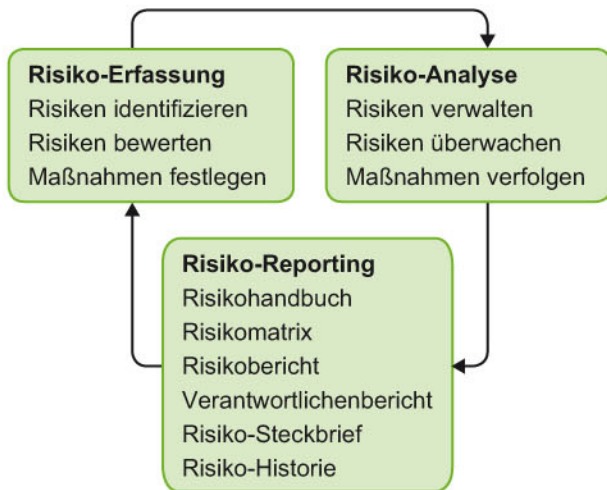 Risiko-Erfassung
Risiken identifizieren
Risiken bewerten
Maßnahmen festlegen
Risiko-Analyse
Risiken verwalten
Risiken überwachen
Maßnahmen verfolgen
Risiko-Reporting
Risikohandbuch
Risikomatrix
Risikobericht
Verantwortlichenbericht
Risiko-Steckbrief
Risiko-Historie